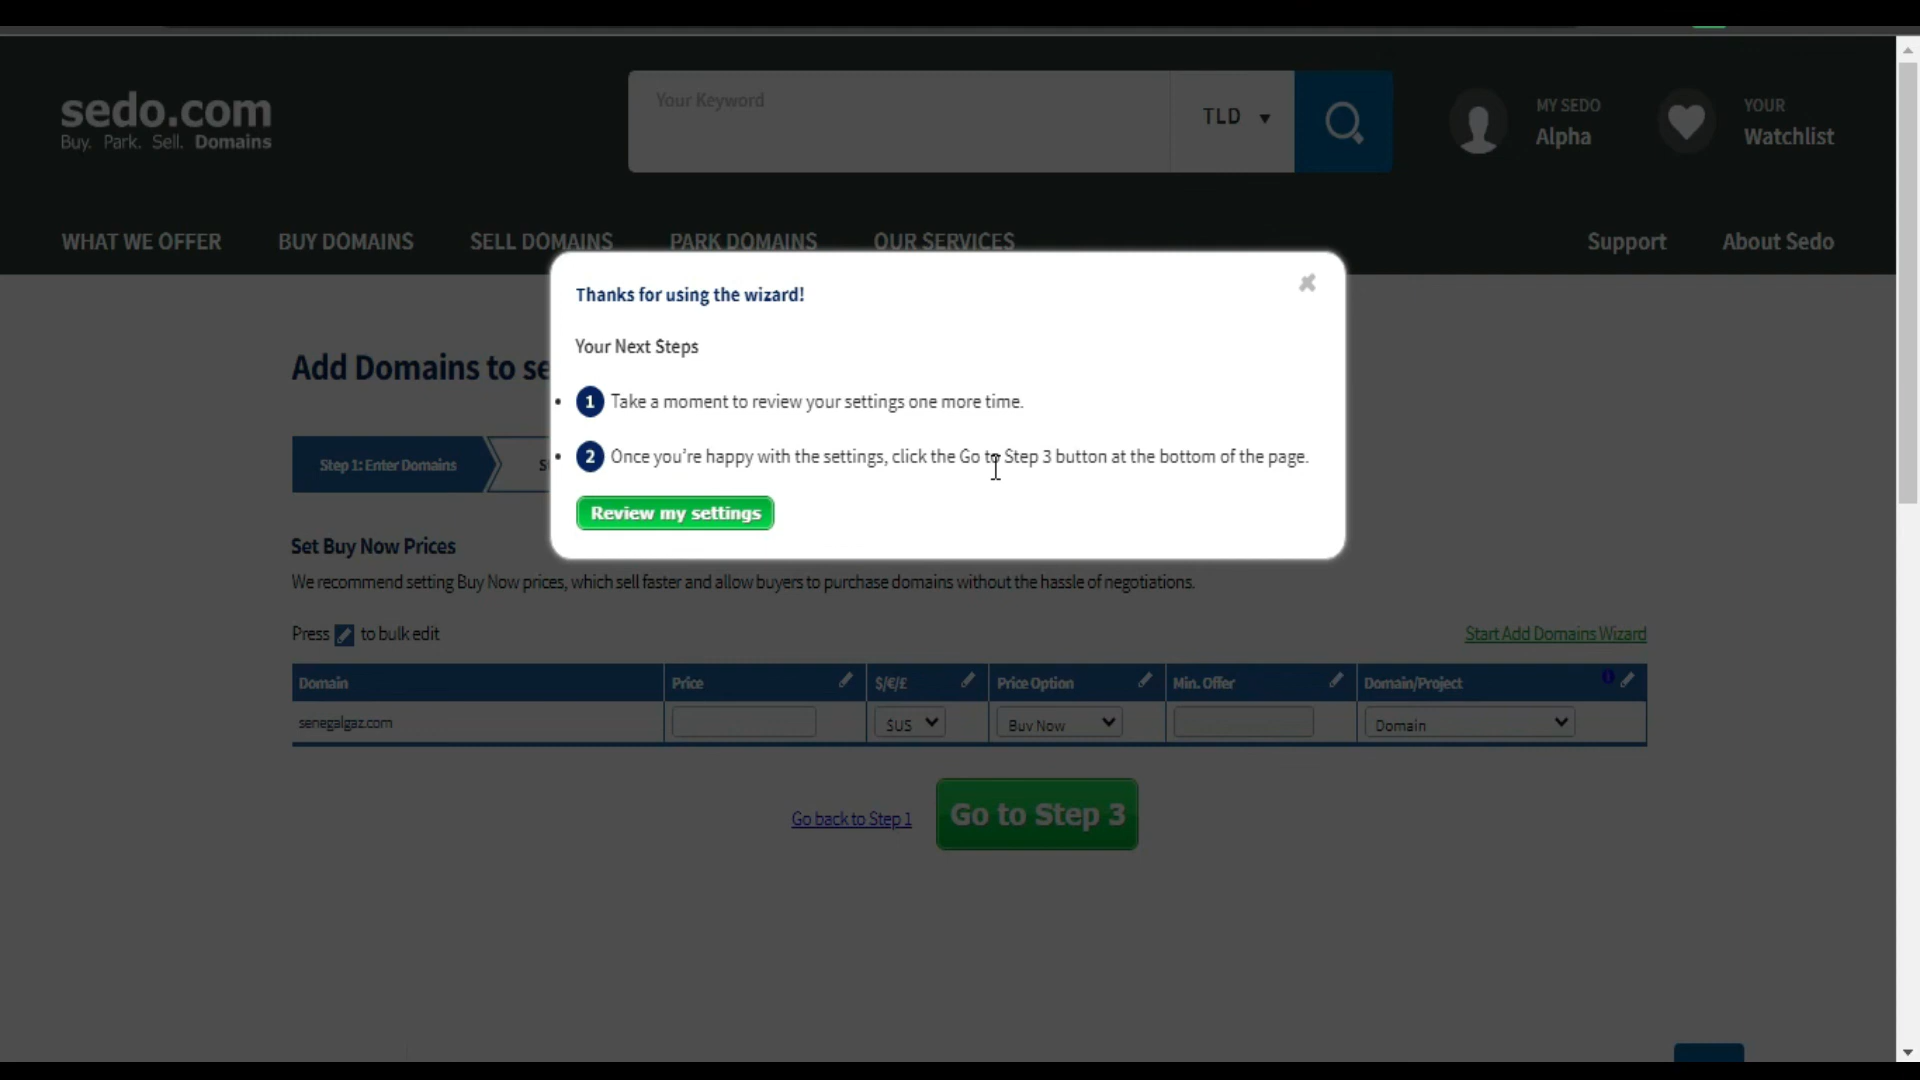 sedo.com
Buy. Park. Sell. Domains
Your Keyword
TLD
MY SEDO
Alpha
YOUR
Watchlist
WHAT WE OFFER
BUY DOMAINS
SELL DOMAINS
PARK DOMAINS
OUR SERVICES
Support
About Sedo
Thanks for using the wizard!
Your Next Steps
1 Take a moment to review your settings one more time.
2 Once you're happy with the settings, click the Go to Step 3 button at the bottom of the page.
Review my settings
Add Domains to se
Step 1: Enter Domains
S
Set Buy Now Prices
We recommend setting Buy Now prices, which sell faster and allow buyers to purchase domains without the hassle of negotiations.
Press to bulk edit
Start Add Domains Wizard
Domain
Price
$/€/£
Price Option
Min. Offer
Domain/Project
senegalgaz.com
$US
Buy Now
Domain
Go back to Step 1
Go to Step 3